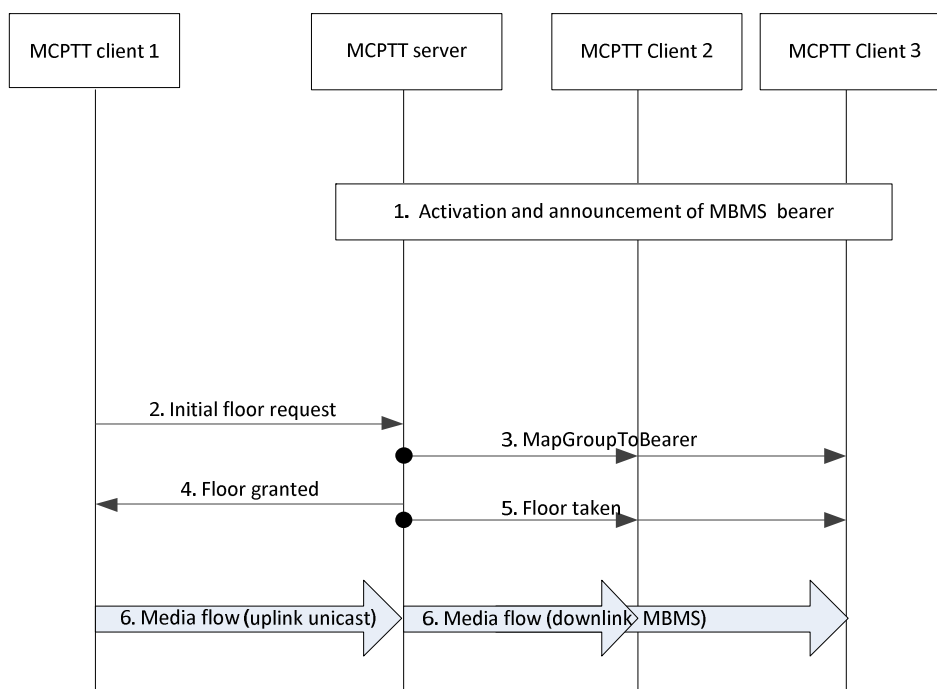 MCPTT client 1
MCPTT server
MCPTT Client 2
MCPTT Client 3
1. Activation and announcement of MBMS bearer
2. Initial floor request
3. MapGroupToBearer
4. Floor granted
5. Floor taken
6. Media flow (uplink unicast)
6. Media flow (downlink MBMS)